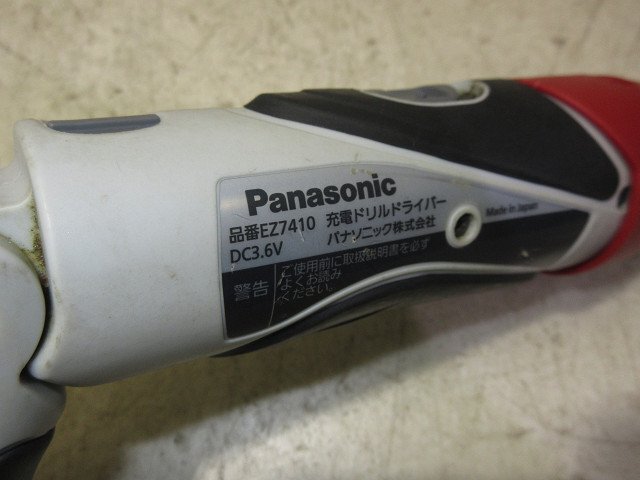 Panasonic
品番EZ7410 充電ドリルドライバー
DC3.6V パナソニック株式会社
Made in Japan
警告 ご使用前に取扱説明書を必ず
よくお読み
ください。